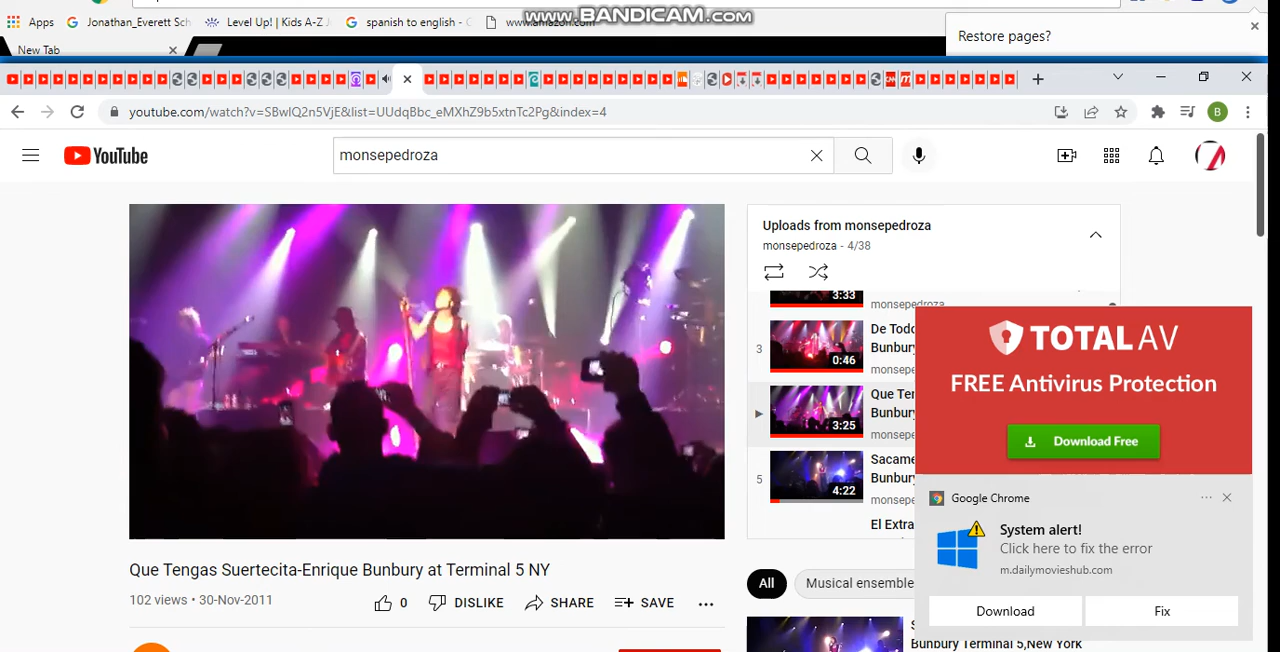 Apps
Jonathan_Everett Sch
Level Up! | Kids A-Z J
spanish to english - G
www.amazon.com
www.BANDICAM.com
Restore pages?
New Tab
youtube.com/watch?v=SBwlQ2n5VjE&list=UUdqBbc_eMXhZ9b5xtnTc2Pg&index=4
B
YouTube
monsepedroza
Uploads from monsepedroza
monsepedroza - 4/38
3:33
monsepedroza
3
0:46
De Todo
Bunbury
monsepe
3:25
Que Ten
Bunbury
monsepe
5
4:22
Sacame
Bunbury
monsepe
El Extra
TOTAL AV
FREE Antivirus Protection
Download Free
Google Chrome
System alert!
Click here to fix the error
m.dailymovieshub.com
Download
Fix
Que Tengas Suertecita-Enrique Bunbury at Terminal 5 NY
102 views • 30-Nov-2011
0
DISLIKE
SHARE
SAVE
All
Musical ensemble
Bunbury Terminal 5,New York